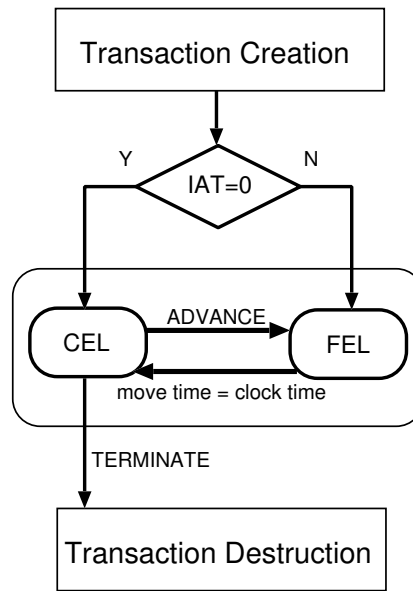 Transaction Creation
Y
N
IAT=0
ADVANCE
CEL
FEL
move time = clock time
TERMINATE
Transaction Destruction